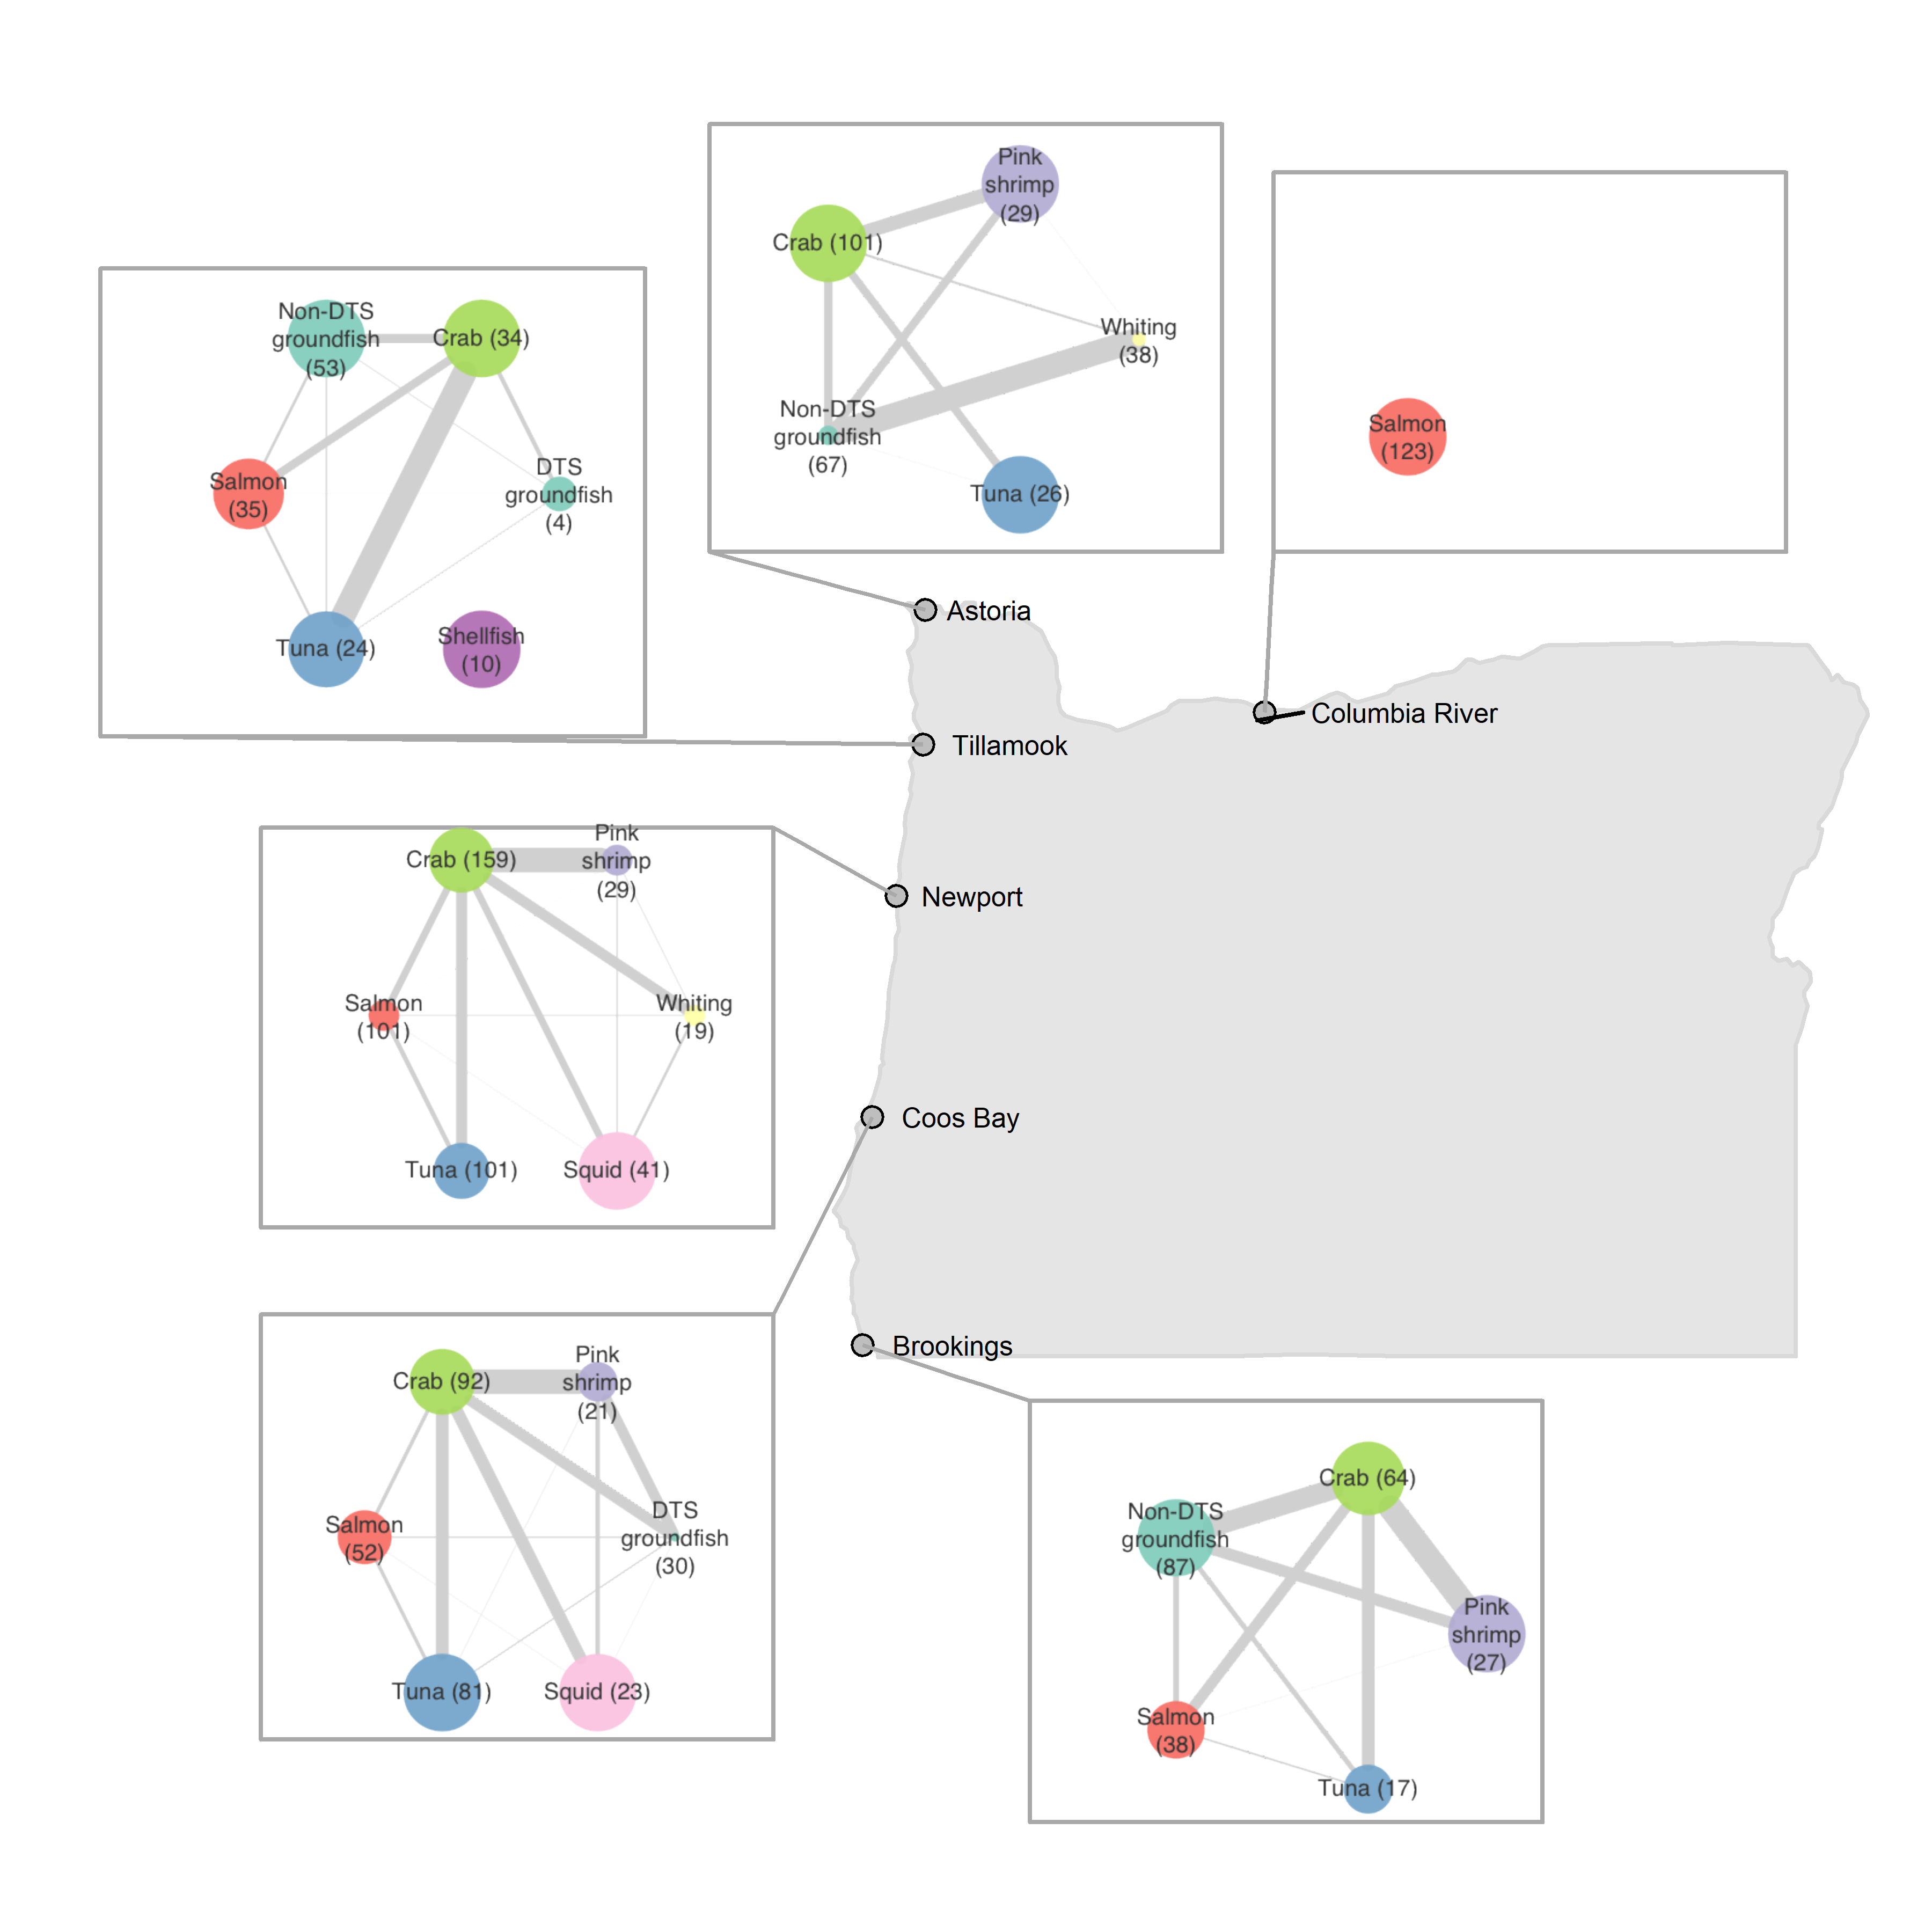 Pink
shrimp
(29)
Crab (101)
Whiting
(38)
Non-DTS
groundfish
(67)
Tuna (26)
Salmon
(123)
Non-DTS
groundfish
(53)
Crab (34)
Salmon
(35)
DTS
groundfish
(4)
Tuna (24)
Shellfish
(10)
Astoria
Columbia River
Tillamook
Crab (159)
Pink
shrimp
(29)
Salmon
(101)
Whiting
(19)
Tuna (101)
Squid (41)
Newport
Coos Bay
Brookings
Crab (92)
Pink
shrimp
(21)
Salmon
(52)
DTS
groundfish
(30)
Tuna (81)
Squid (23)
Crab (64)
Non-DTS
groundfish
(87)
Pink
shrimp
(27)
Salmon
(38)
Tuna (17)